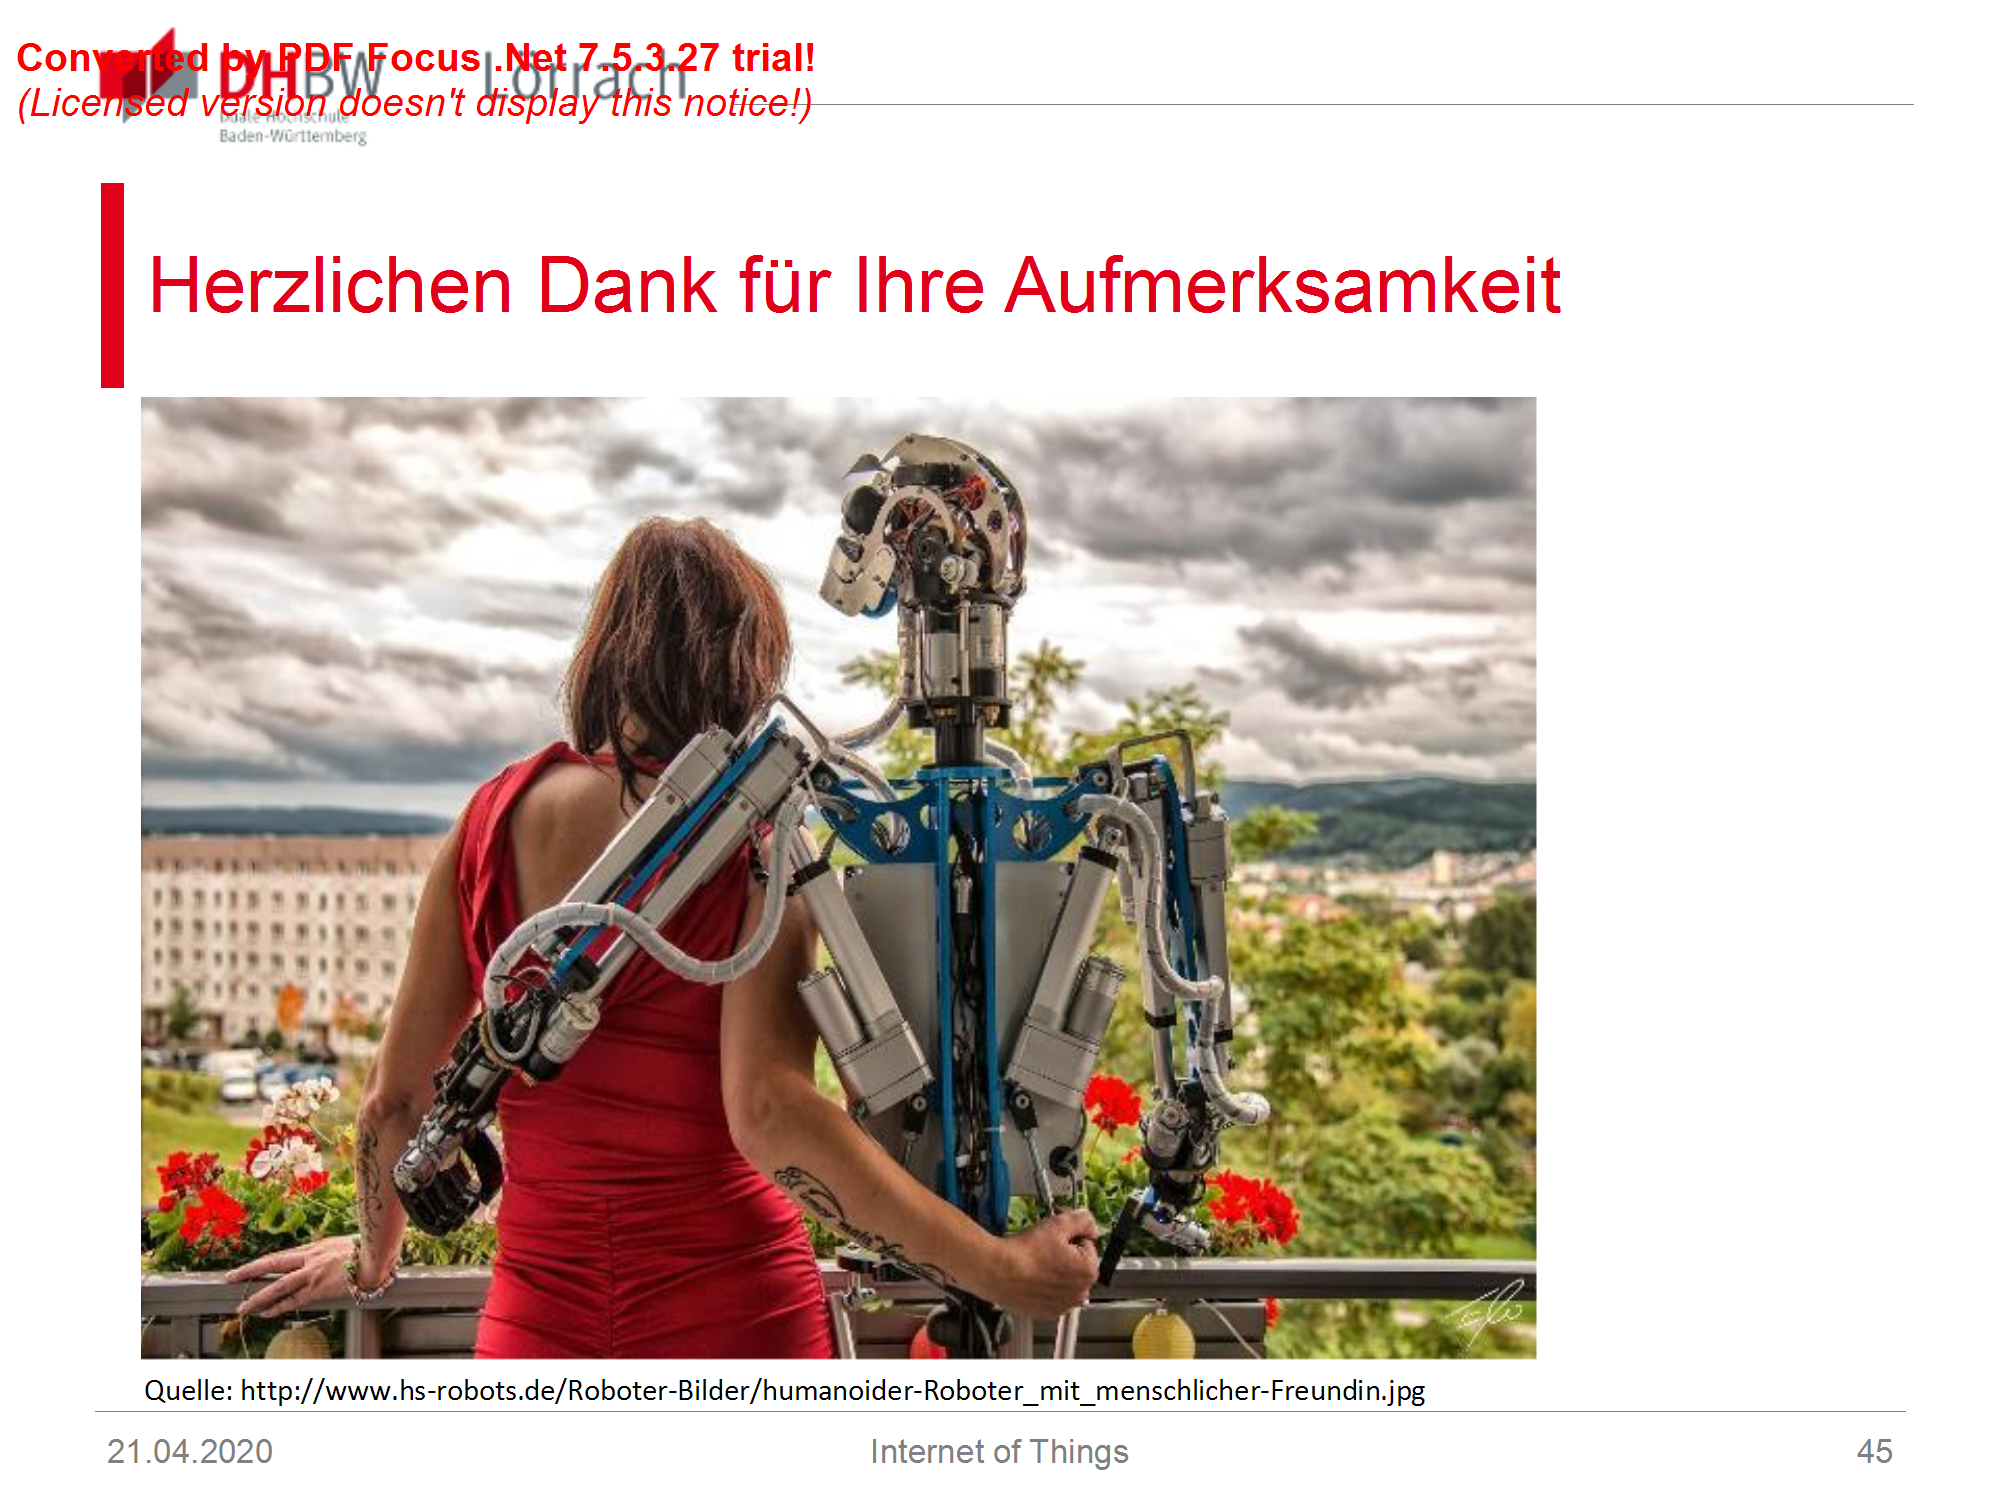 Converted by PDF Focus .Net 7.5.3.27 trial!
(Licensed version doesn't display this notice!)
DHBW Lörrach
Duale Hochschule
Baden-Württemberg
Herzlichen Dank für Ihre Aufmerksamkeit
Quelle: http://www.hs-robots.de/Roboter-Bilder/humanoider-Roboter_mit_menschlicher-Freundin.jpg
21.04.2020
Internet of Things
45